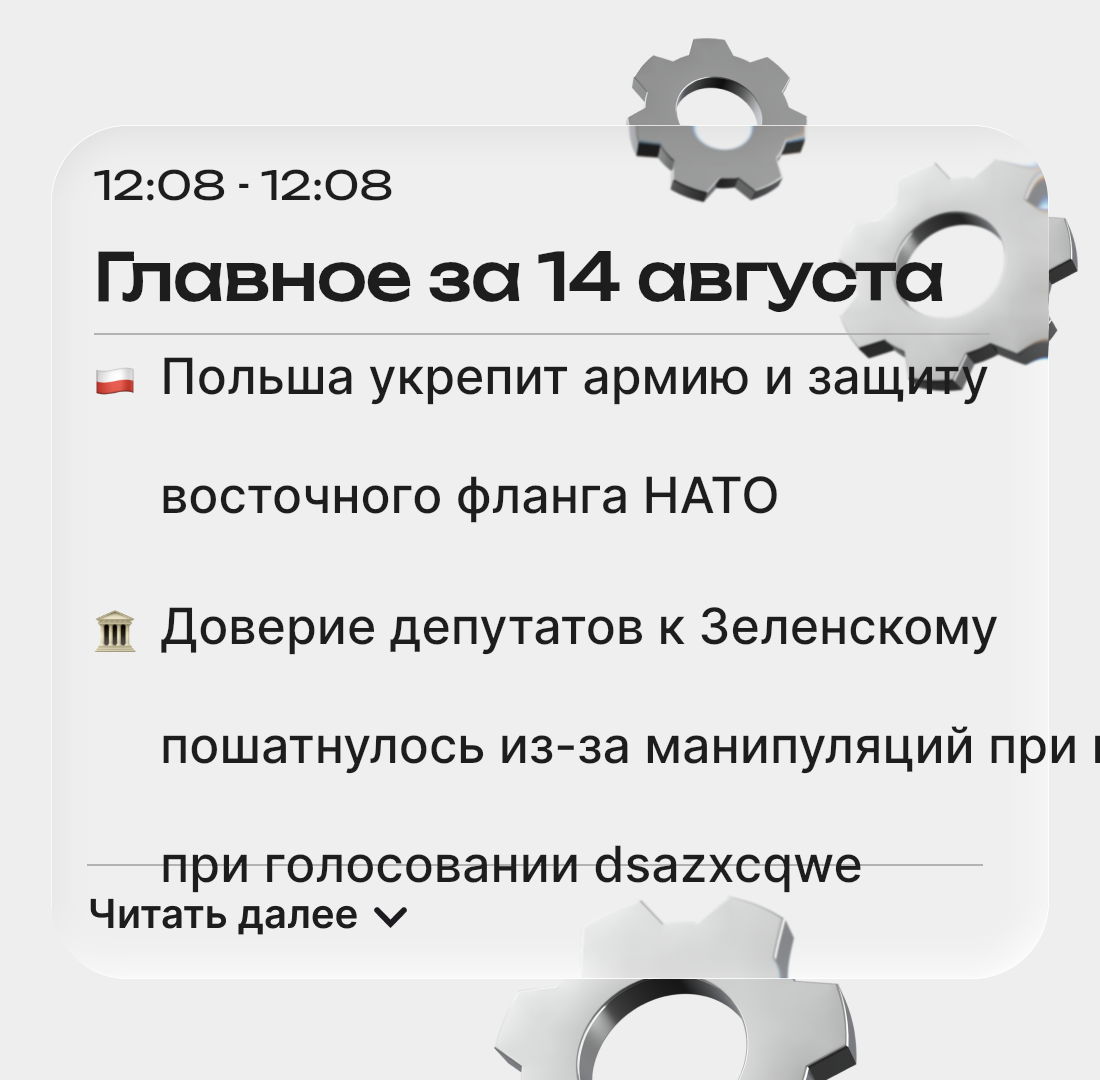 12:08 - 12:08
Главное за 14 августа
Польша укрепит армию и защиту
восточного фланга НАТО
Доверие депутатов к Зеленскому
пошатнулось из-за манипуляций при
при голосовании dsazxcqwe
Читать далее